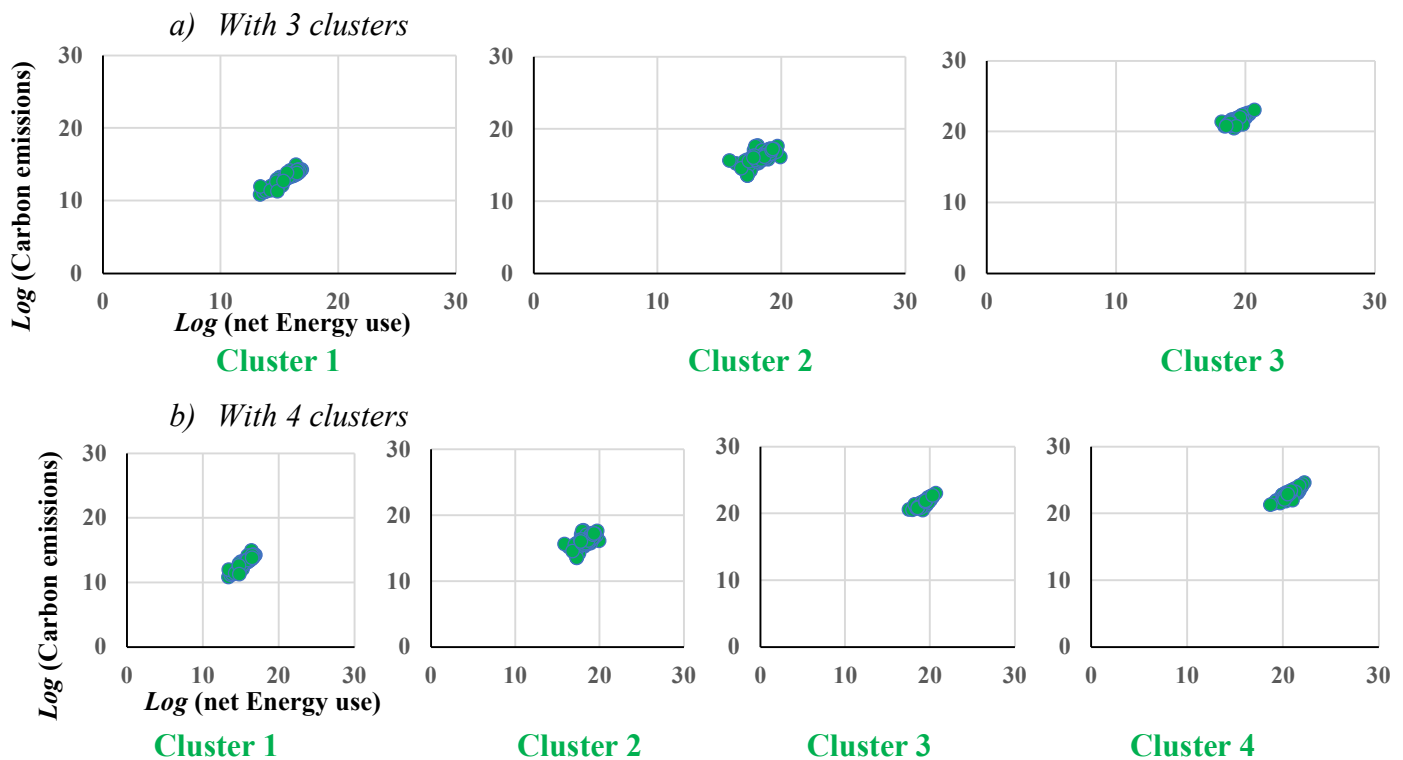 a) With 3 clusters
Log (Carbon emissions)
30
20
10
0
0 10 20 30
30
20
10
0
0 10 20 30
30
20
10
0
0 10 20 30
Log (net Energy use)
Cluster 1
Cluster 2
Cluster 3
b) With 4 clusters
Log (Carbon emissions)
30
20
10
0
0 10 20 30
30
20
10
0
0 10 20 30
30
20
10
0
0 10 20 30
30
20
10
0
0 10 20 30
Log (net Energy use)
Cluster 1
Cluster 2
Cluster 3
Cluster 4